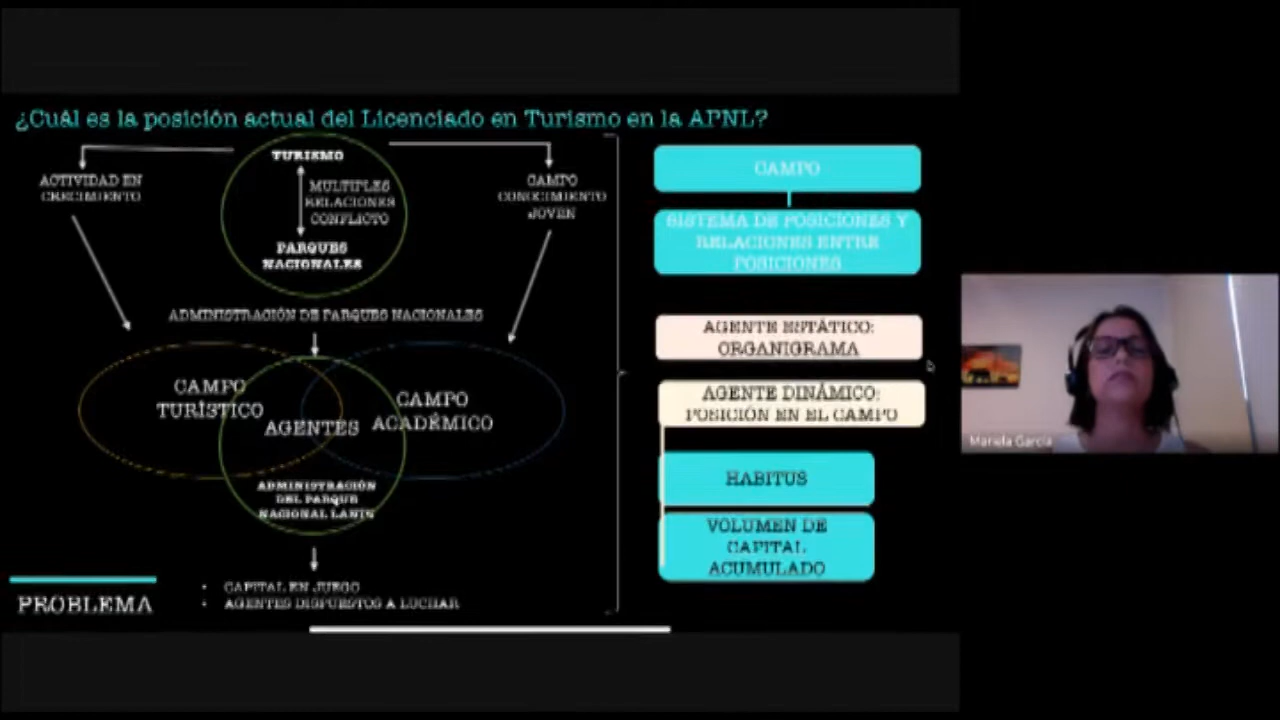 ¿Cuál es la posición actual del Licenciado en Turismo en la APNL?
TURISMO
MULTIPLES
RELACIONES
CONFLICTO
PARQUES
NACIONALES
ACTIVIDAD EN
CRECIMIENTO
CAMPO
CONOCIMIENTO
JOVEN
ADMINISTRACIÓN DE PARQUES NACIONALES
CAMPO
TURÍSTICO
AGENTES
CAMPO
ACADÉMICO
ADMINISTRACIÓN
DEL PARQUE
NACIONAL LANÍN
• CAPITAL EN JUEGO
• AGENTES DISPUESTOS A LUCHAR
PROBLEMA
CAMPO
SISTEMA DE POSICIONES Y
RELACIONES ENTRE
POSICIONES
AGENTE ESTÁTICO:
ORGANIGRAMA
AGENTE DINÁMICO:
POSICIÓN EN EL CAMPO
HABITUS
VOLUMEN DE
CAPITAL
ACUMULADO
Mariela García